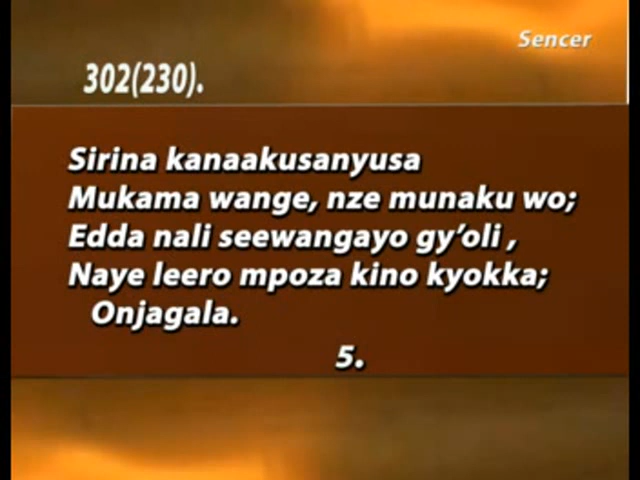 Sencer
302(230).
Sirina kanaakusanyusa
Mukama wange, nze munaku wo;
Edda nali seewangayo gy’oli ,
Naye leero mpoza kino kyokka;
Onjagala.
5.